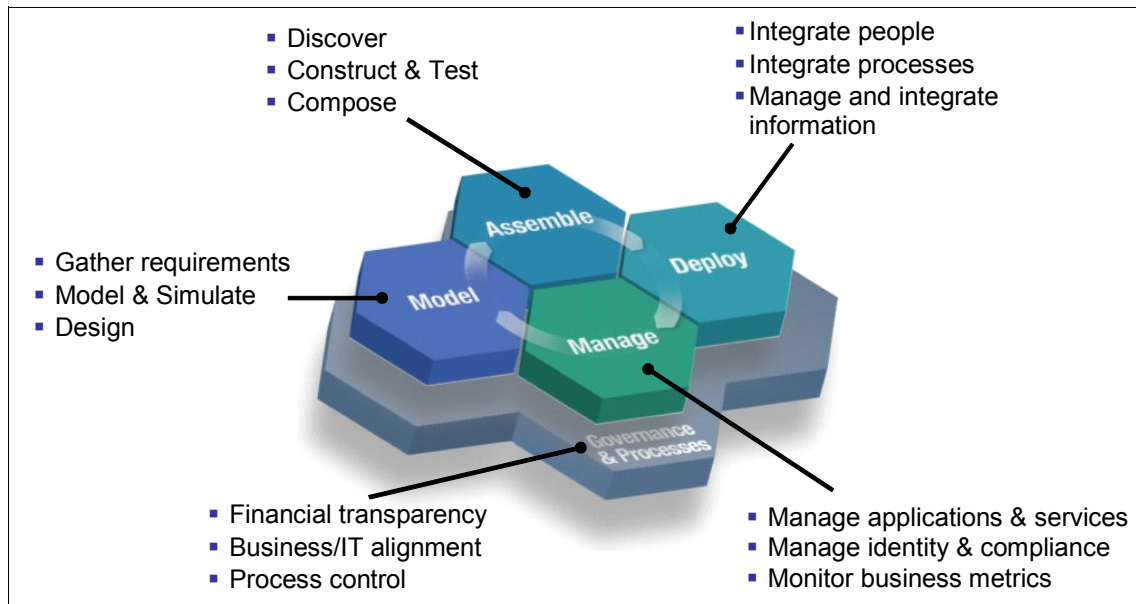 Discover
Construct & Test
Compose
Integrate people
Integrate processes
Manage and integrate
information
Assemble
Deploy
Gather requirements
Model & Simulate
Design
Model
Manage
Governance
& Processes
Financial transparency
Business/IT alignment
Process control
Manage applications & services
Manage identity & compliance
Monitor business metrics